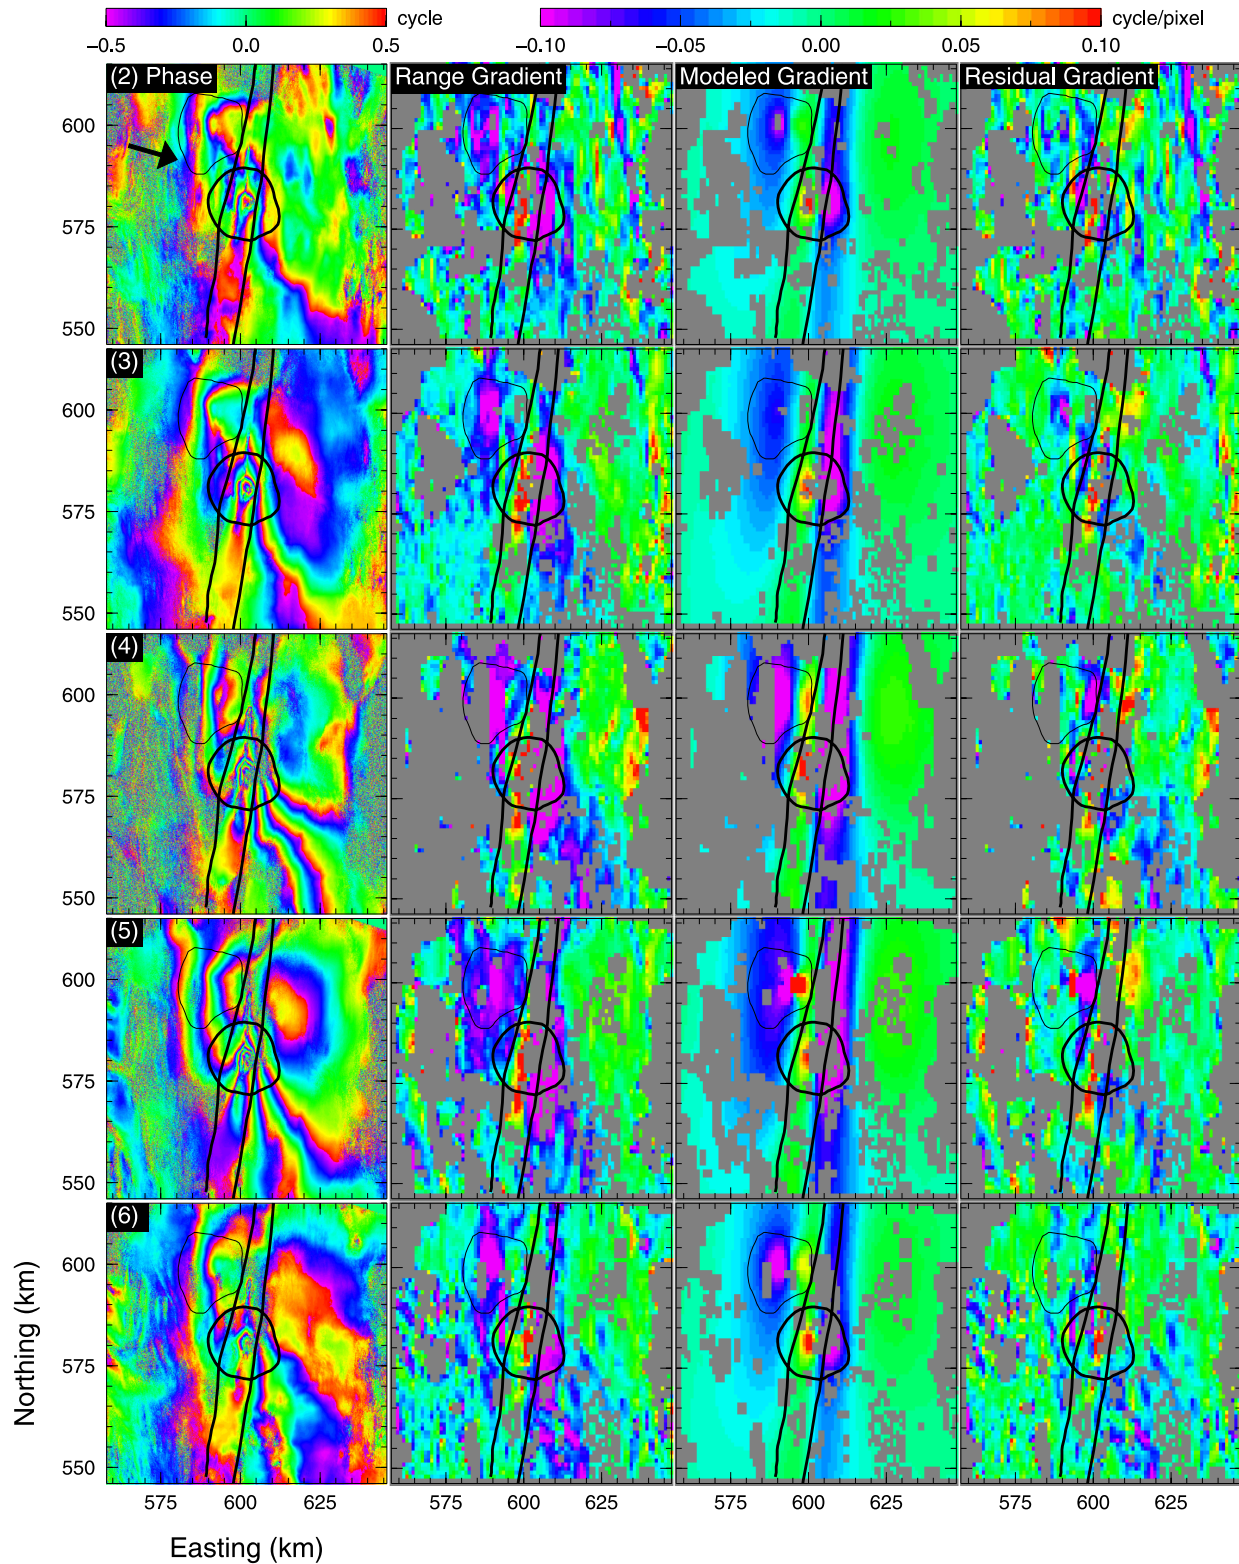 cycle
−0.5 0.0 0.5
cycle/pixel
−0.10 −0.05 0.00 0.05 0.10
(2) Phase
Range Gradient
Modeled Gradient
Residual Gradient
600
575
550
(3)
600
575
550
(4)
600
575
550
(5)
600
575
550
(6)
600
575
550
575 600 625
575 600 625
575 600 625
575 600 625
Northing (km)
Easting (km)